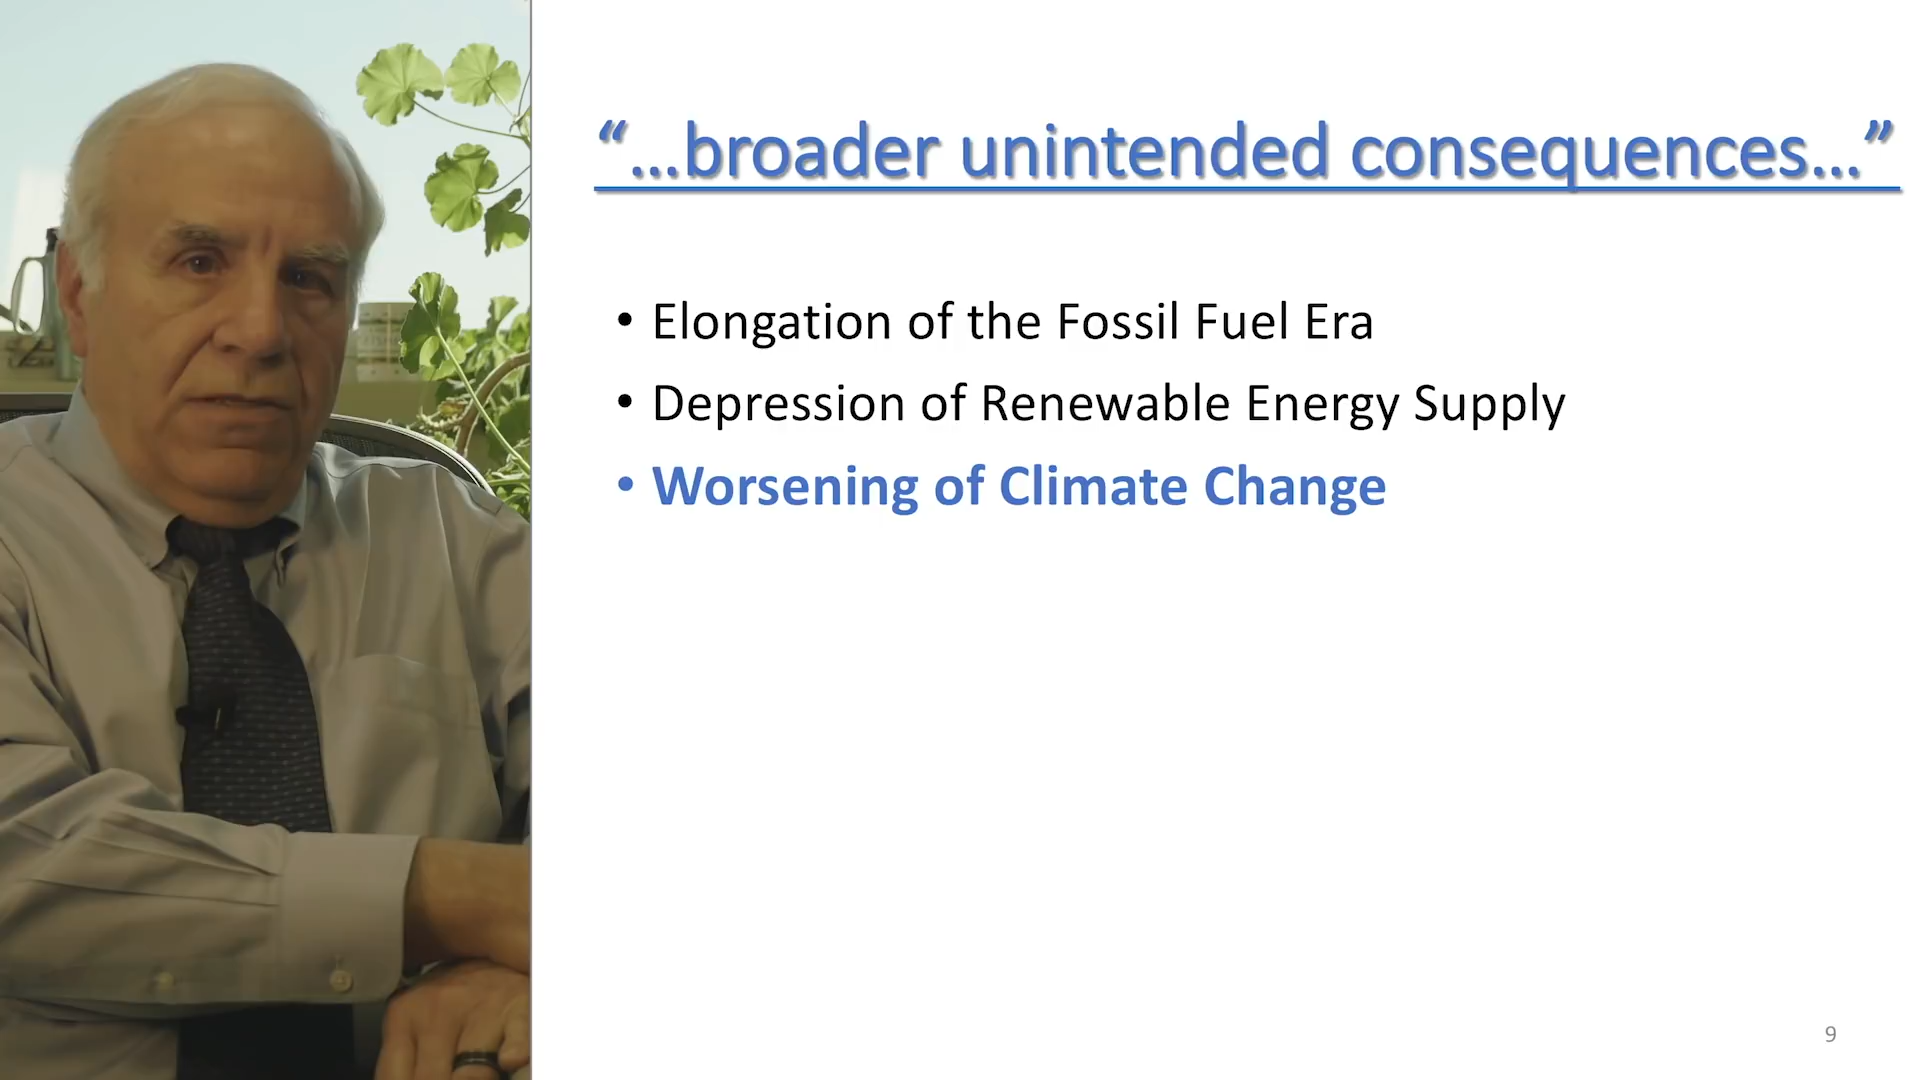 “...broader unintended consequences...”
• Elongation of the Fossil Fuel Era
• Depression of Renewable Energy Supply
• Worsening of Climate Change
9